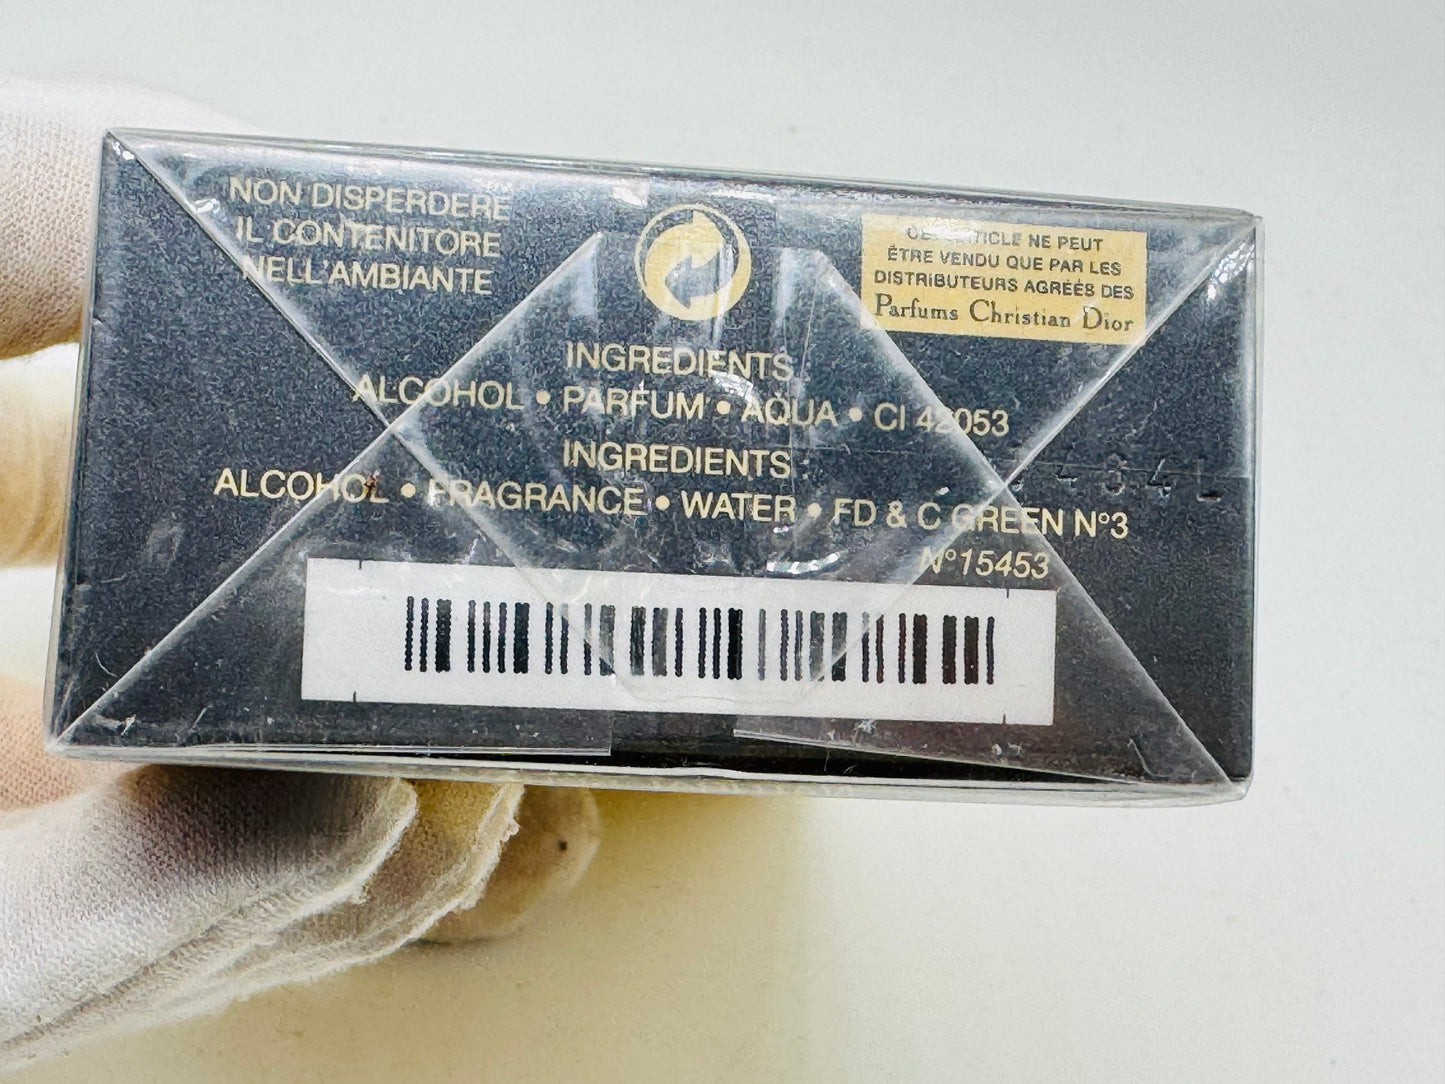 NON DISPERDERE
IL CONTENITORE
NELL'AMBIANTE
CET ARTICLE NE PEUT
ÊTRE VENDU QUE PAR LES
DISTRIBUTEURS AGRÉÉS DES
Parfums Christian Dior
INGREDIENTS
ALCOHOL • PARFUM • AQUA • CI 42053
INGREDIENTS :
ALCOHOL • FRAGRANCE • WATER • FD & C GREEN N°3
N°15453